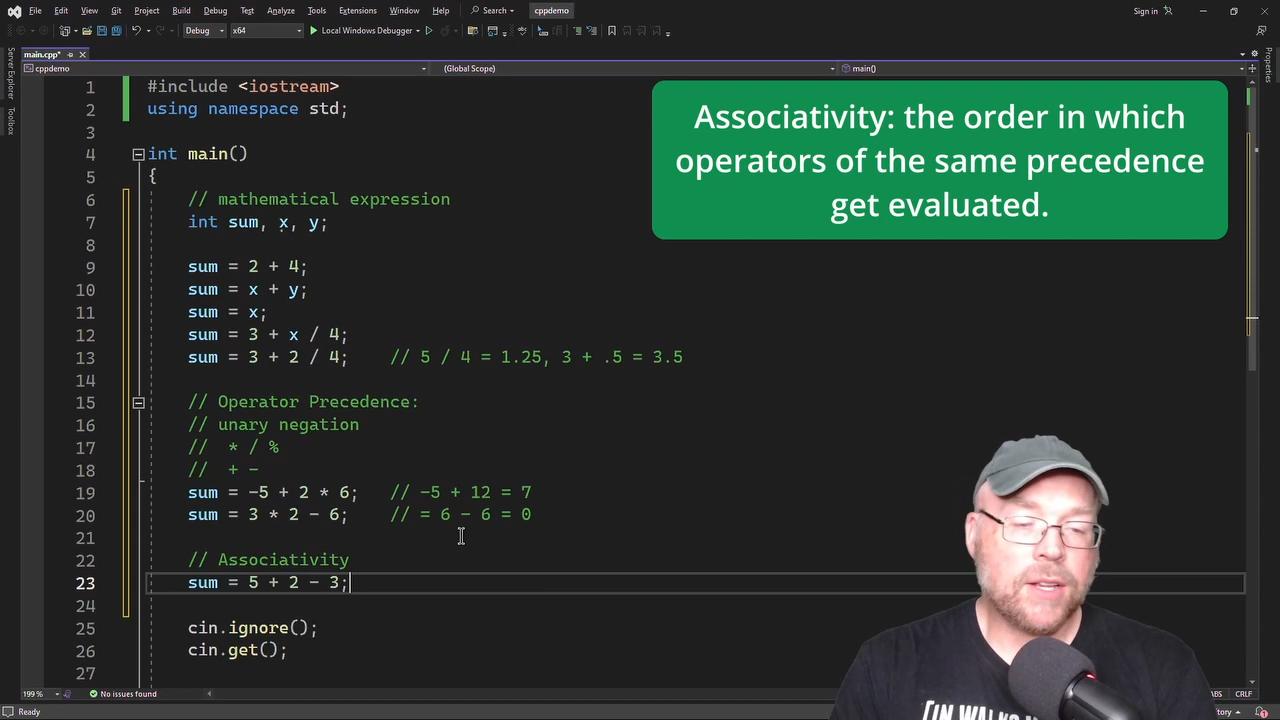 File Edit View Git Project Build Debug Test Analyze Tools Extensions Window Help Search cppdemo Sign in
Debug x64 Local Windows Debugger
main.cpp*
cppdemo (Global Scope) main()
Server Explorer
Toolbox
Properties
Associativity: the order in which
operators of the same precedence
get evaluated.
1 #include <iostream>
2 using namespace std;
3
4 int main()
5 {
6 // mathematical expression
7 int sum, x, y;
8
9 sum = 2 + 4;
10 sum = x + y;
11 sum = x;
12 sum = 3 + x / 4;
13 sum = 3 + 2 / 4; // 5 / 4 = 1.25, 3 + .5 = 3.5
14
15 // Operator Precedence:
16 // unary negation
17 // * / %
18 // + -
19 sum = -5 + 2 * 6; // -5 + 12 = 7
20 sum = 3 * 2 - 6; // = 6 - 6 = 0
21
22 // Associativity
23 sum = 5 + 2 - 3;
24
25 cin.ignore();
26 cin.get();
27
199 % No issues found CRLF
Ready